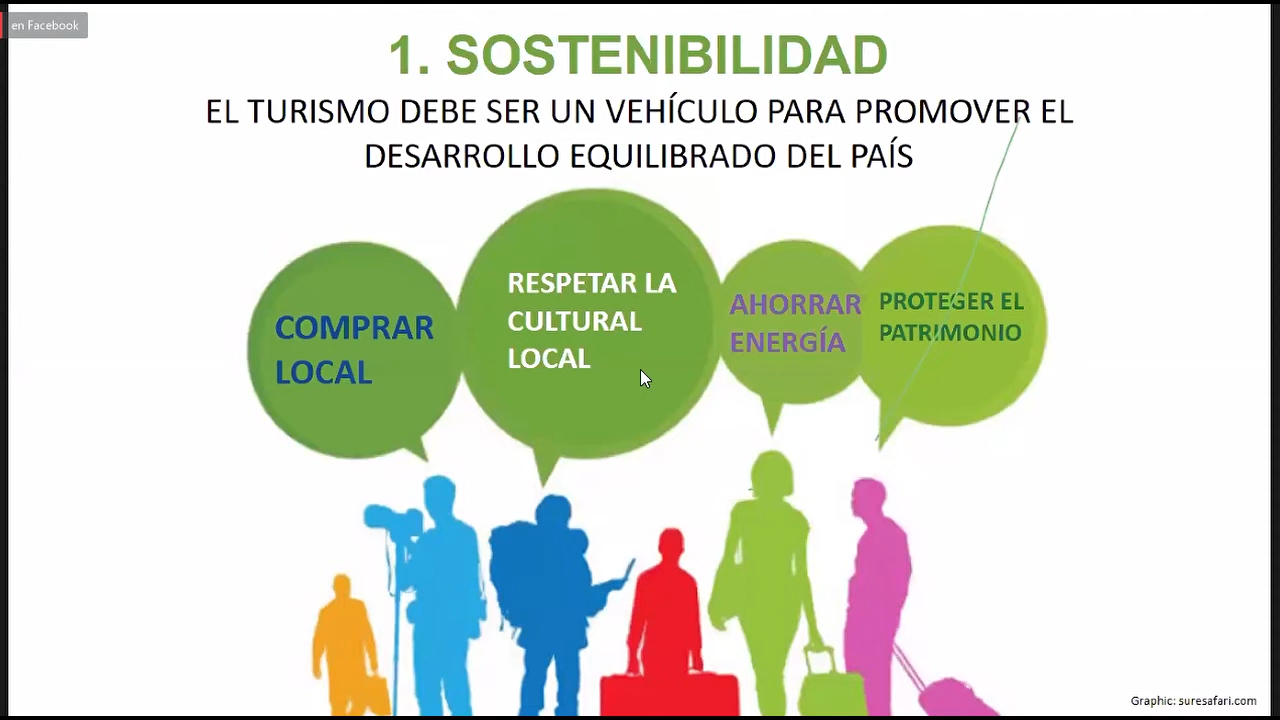 en Facebook
1. SOSTENIBILIDAD
EL TURISMO DEBE SER UN VEHÍCULO PARA PROMOVER EL
DESARROLLO EQUILIBRADO DEL PAÍS
COMPRAR
LOCAL
RESPETAR LA
CULTURAL
LOCAL
AHORRAR
ENERGÍA
PROTEGER EL
PATRIMONIO
Graphic: suresafari.com